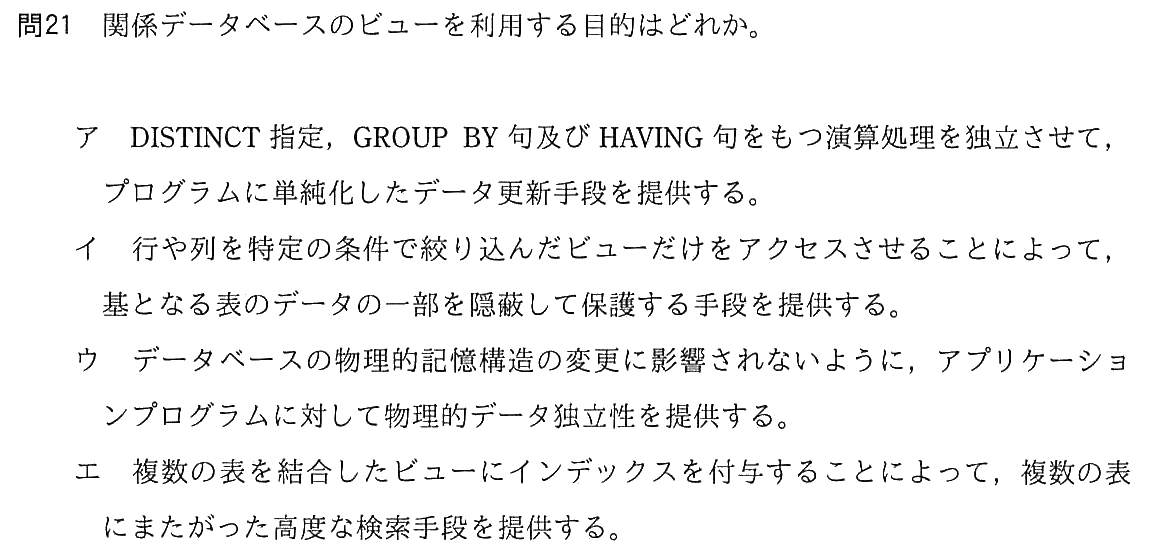 問21 関係データベースのビューを利用する目的はどれか。
ア DISTINCT 指定，GROUP BY 句及び HAVING 句をもつ演算処理を独立させて，
プログラムに単純化したデータ更新手段を提供する。
イ 行や列を特定の条件で絞り込んだビューだけをアクセスさせることによって，
基となる表のデータの一部を隠蔽して保護する手段を提供する。
ウ データベースの物理的記憶構造の変更に影響されないように，アプリケーショ
ンプログラムに対して物理的データ独立性を提供する。
エ 複数の表を結合したビューにインデックスを付与することによって，複数の表
にまたがった高度な検索手段を提供する。